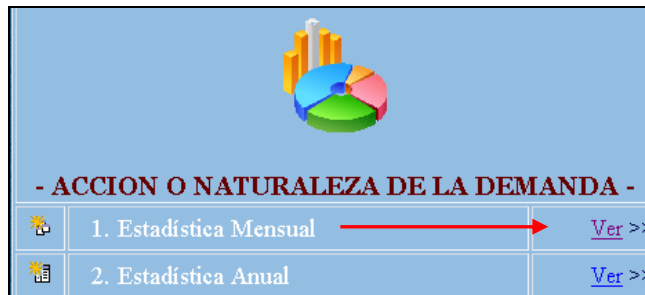 - ACCION O NATURALEZA DE LA DEMANDA -
1. Estadística Mensual Ver >>
2. Estadística Anual Ver >>